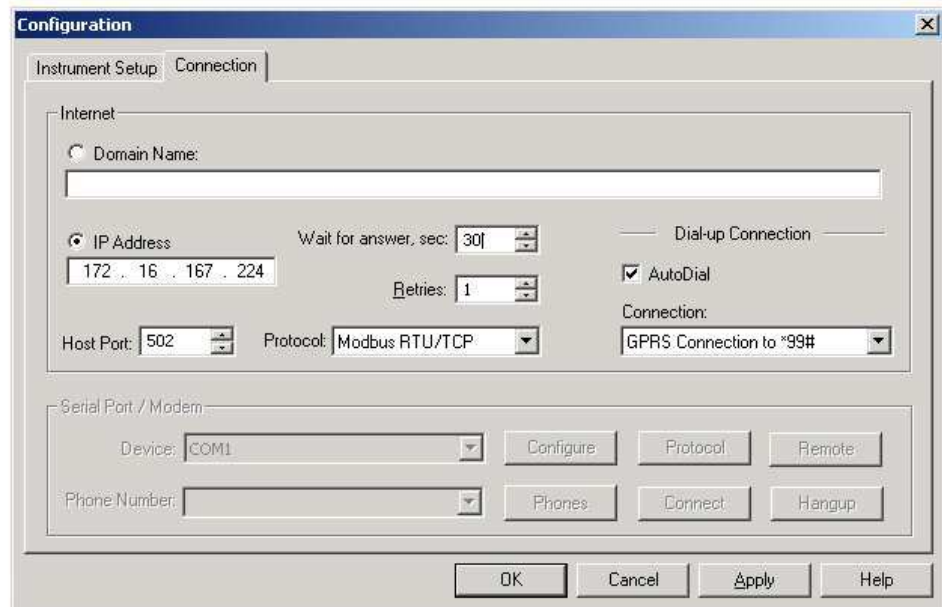 Configuration
Instrument Setup Connection
Internet
Domain Name:
IP Address
172 . 16 . 167 . 224
Wait for answer, sec: 30
Retries: 1
Dial-up Connection
AutoDial
Connection:
GPRS Connection to *99#
Host Port: 502
Protocol: Modbus RTU/TCP
Serial Port / Modem
Device: COM1
Configure Protocol Remote
Phone Number:
Phones Connect Hangup
OK Cancel Apply Help